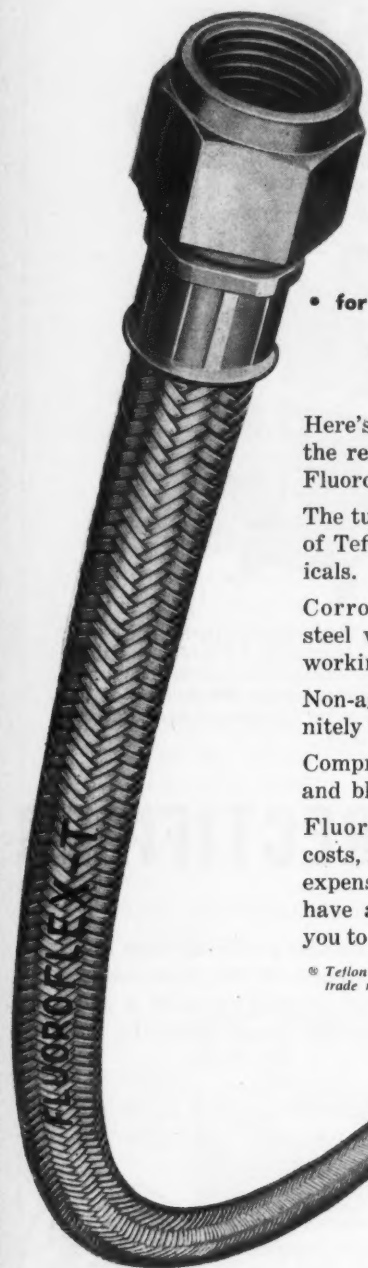 • for
Here's
the re
Fluoro
The tu
of Tef
icals.
Corro
steel w
workin
Non-a
nitely
Compr
and bl
Fluor
costs,
expens
have a
you to
® Teflon
trade
FLUOROFLEX-T